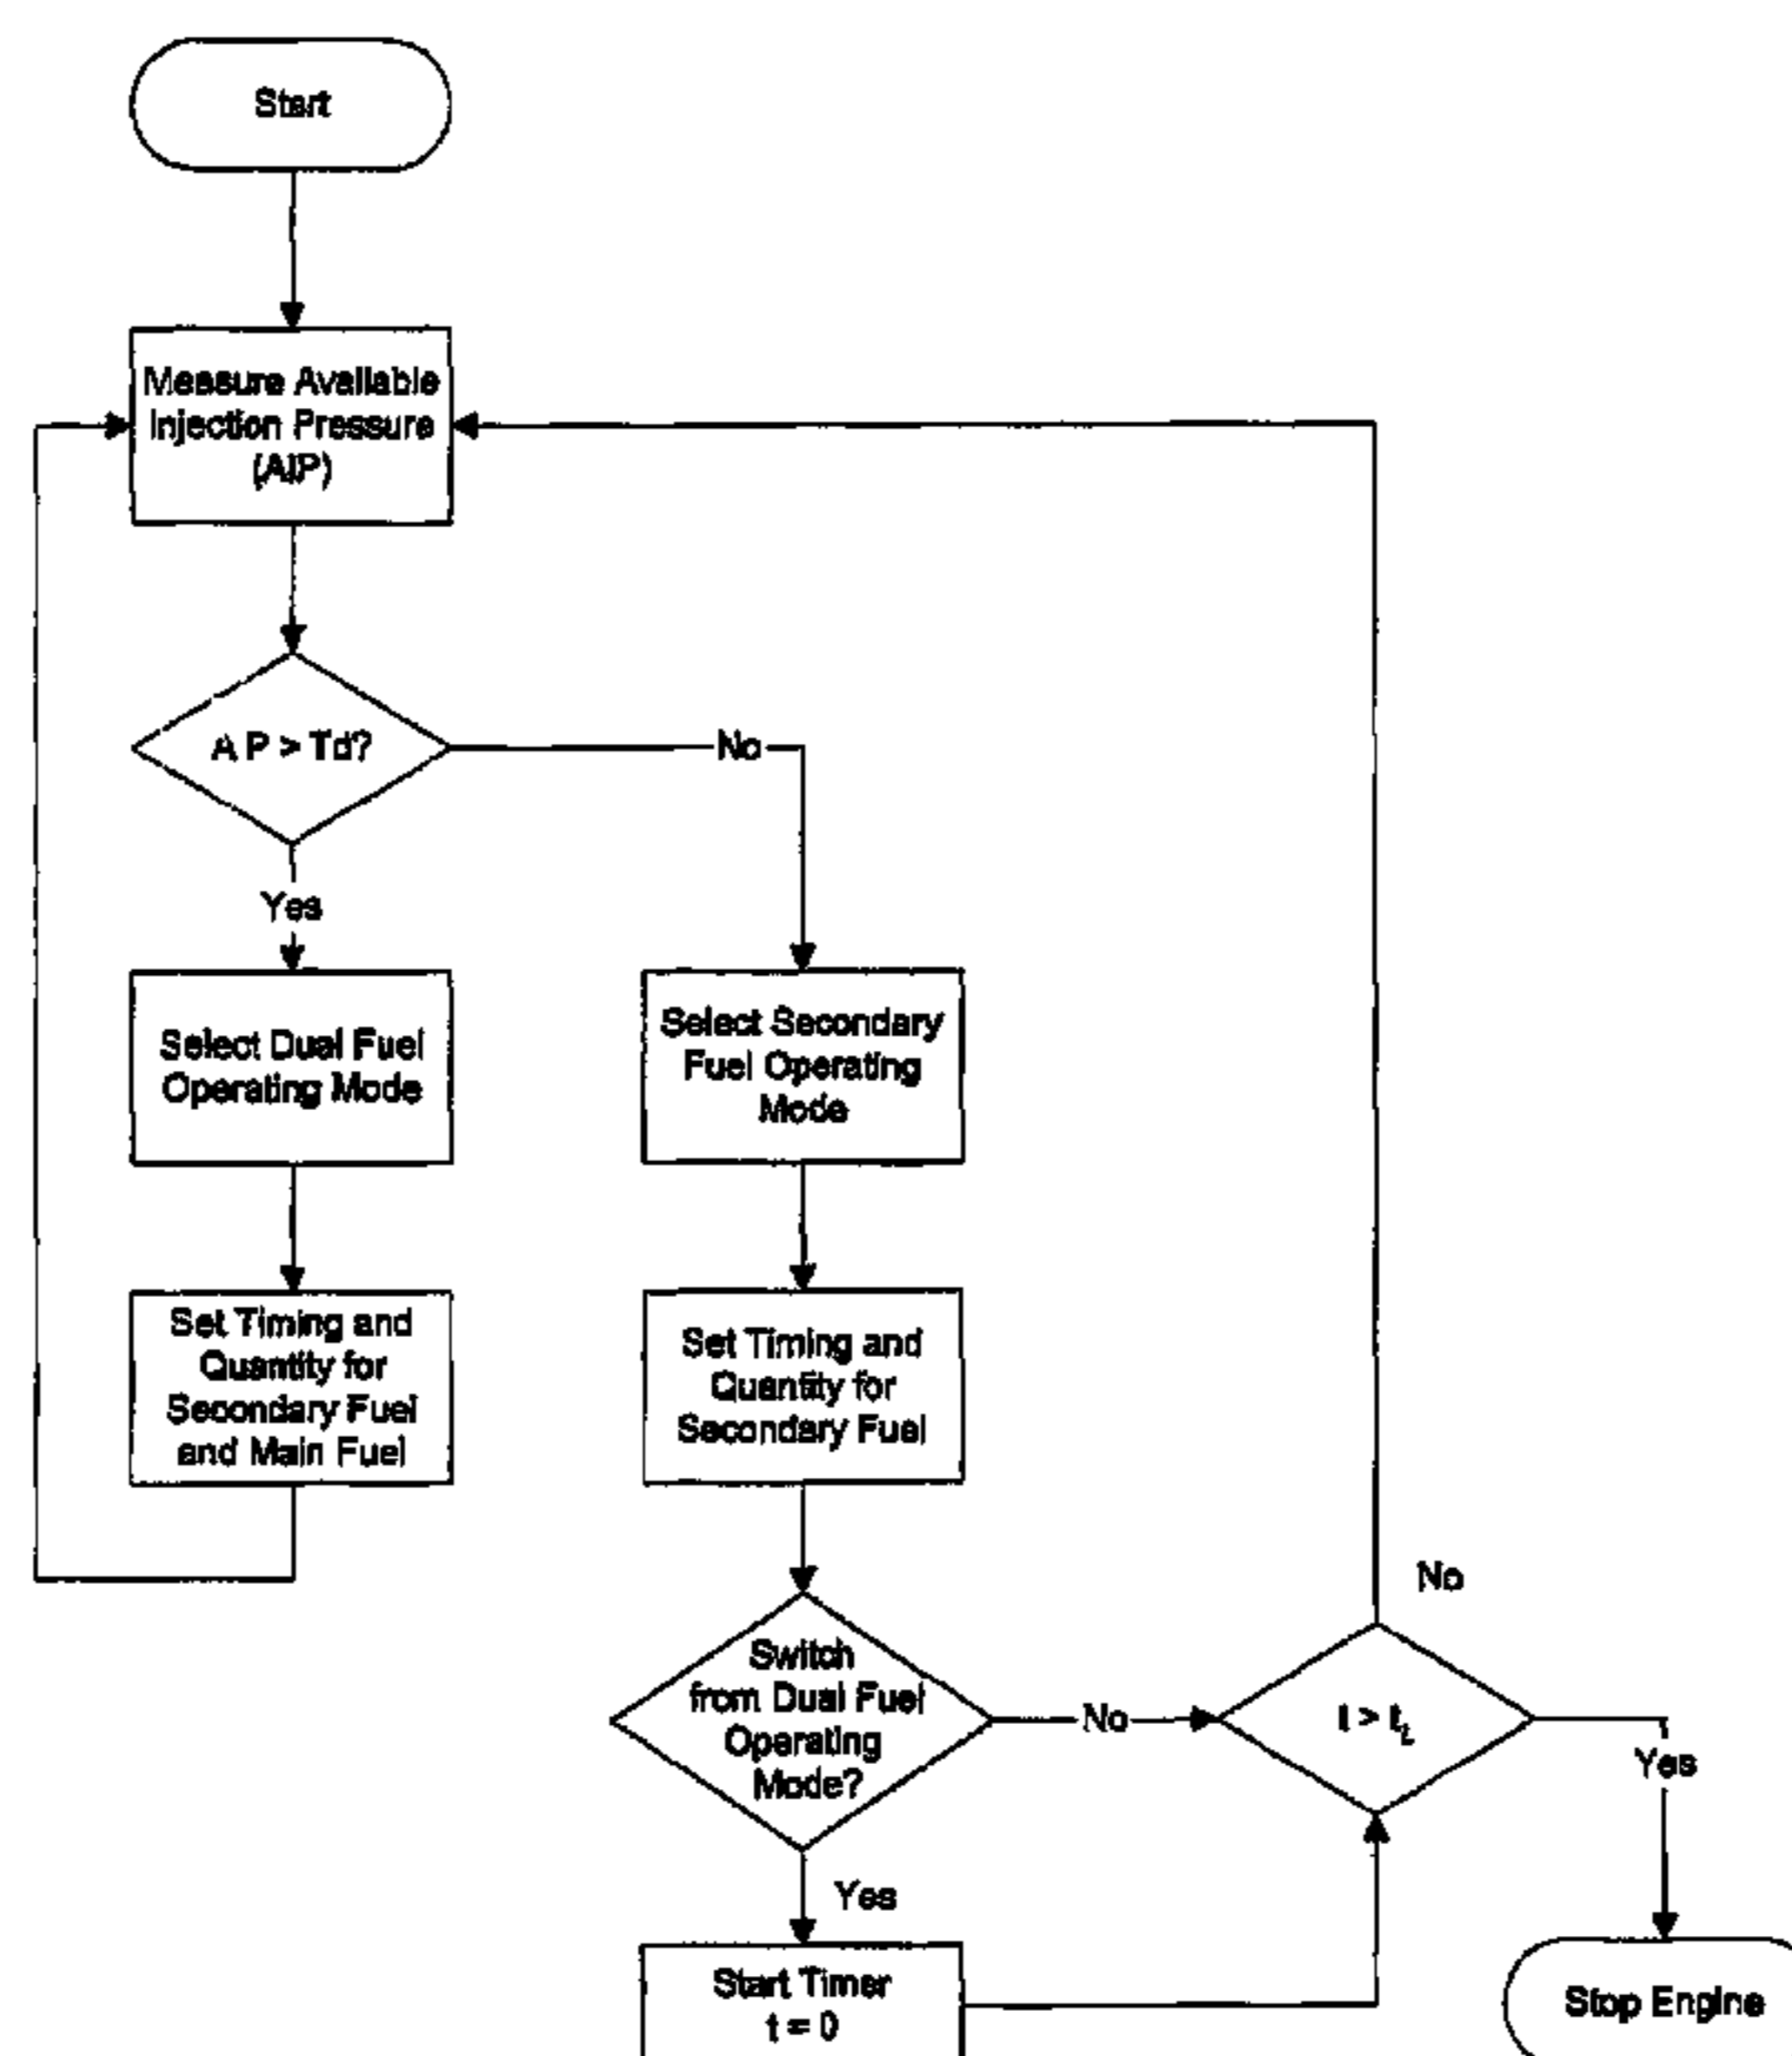 Start
Measure Available
Injection Pressure
(AIP)
A P > Td?
No
Yes
Select Dual Fuel
Operating Mode
Select Secondary
Fuel Operating
Mode
Set Timing and
Quantity for
Secondary Fuel
and Main Fuel
Set Timing and
Quantity for
Secondary Fuel
No
Switch
from Dual Fuel
Operating
Mode?
No
t > t_L
Yes
Yes
Start Timer
t = 0
Stop Engine